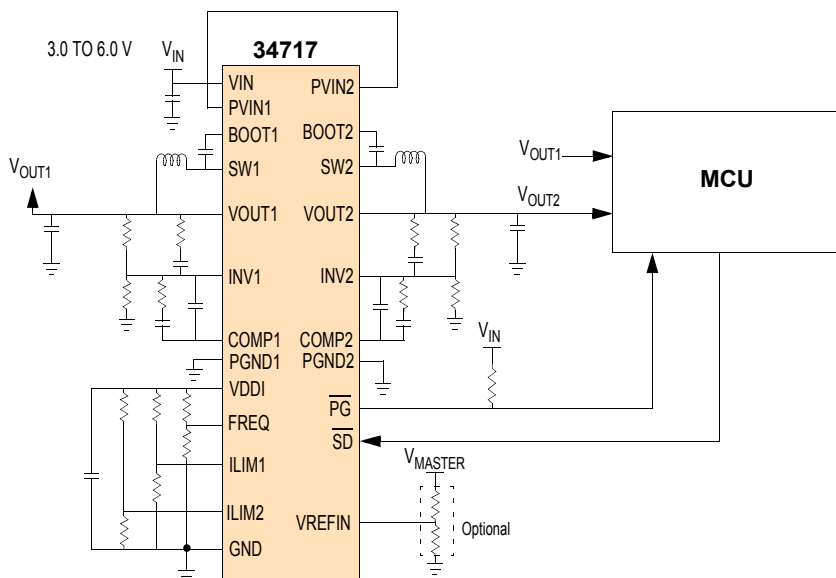 3.0 TO 6.0 V
VIN
34717
VIN
PVIN1
BOOT1
SW1
VOUT1
INV1
COMP1
PGND1
VDDI
FREQ
ILIM1
ILIM2
GND
PVIN2
BOOT2
SW2
VOUT2
INV2
COMP2
PGND2
PG
SD
VREFIN
VOUT1
VOUT1
VOUT2
MCU
VIN
VMASTER
Optional